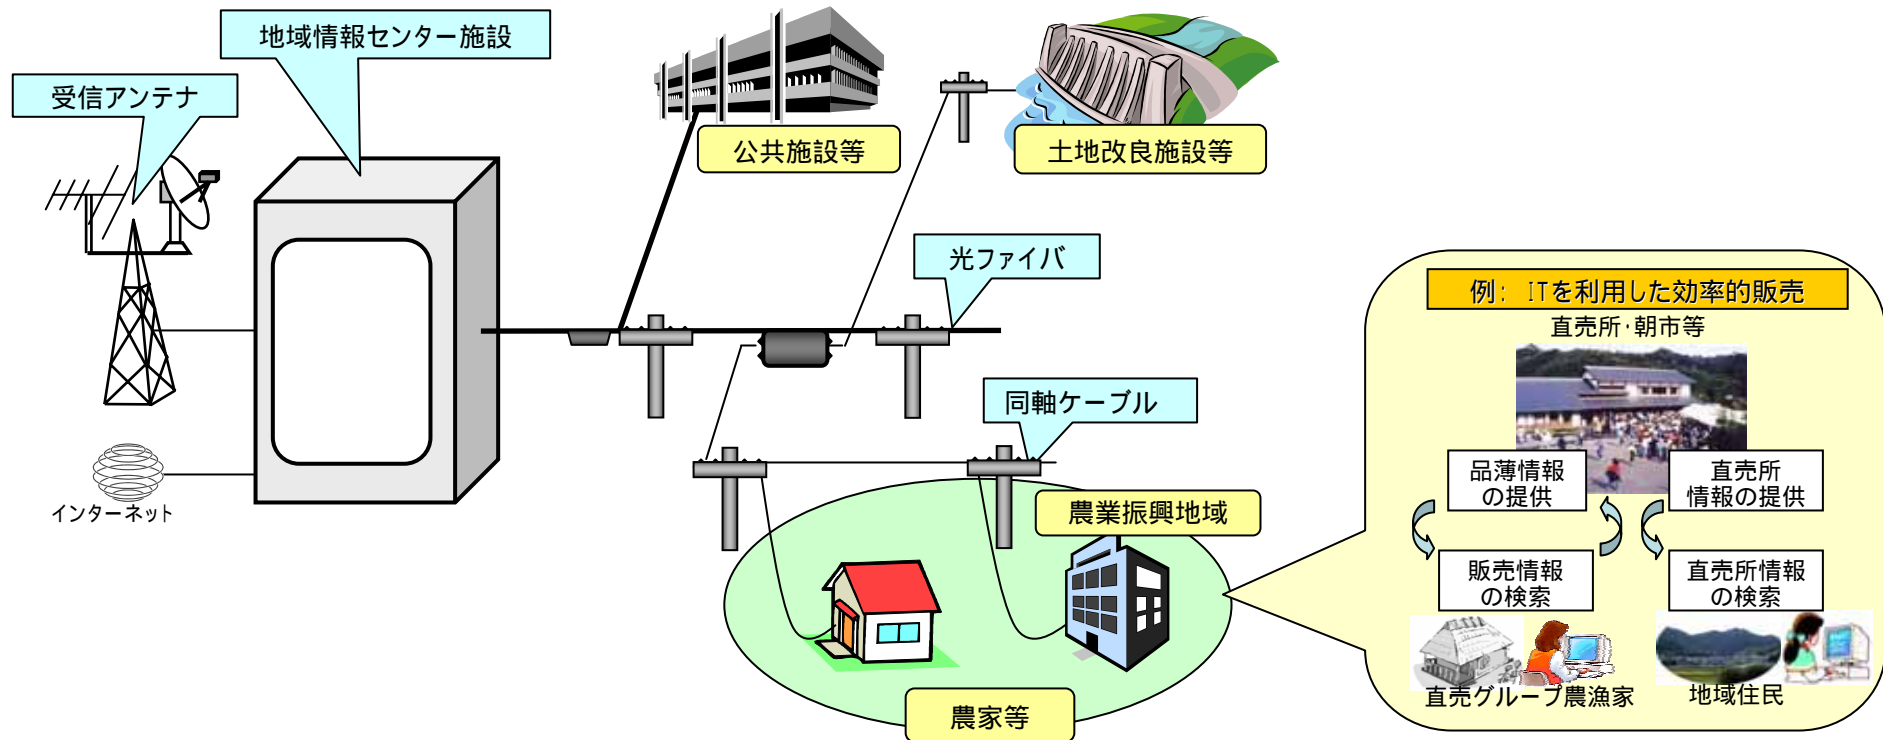 地域情報センター施設
受信アンテナ
公共施設等
土地改良施設等
光ファイバ
同軸ケーブル
インターネット
農業振興地域
農家等
例: ITを利用した効率的販売
直売所・朝市等
品薄情報
の提供
直売所
情報の提供
販売情報
の検索
直売所情報
の検索
直売グループ農漁家
地域住民